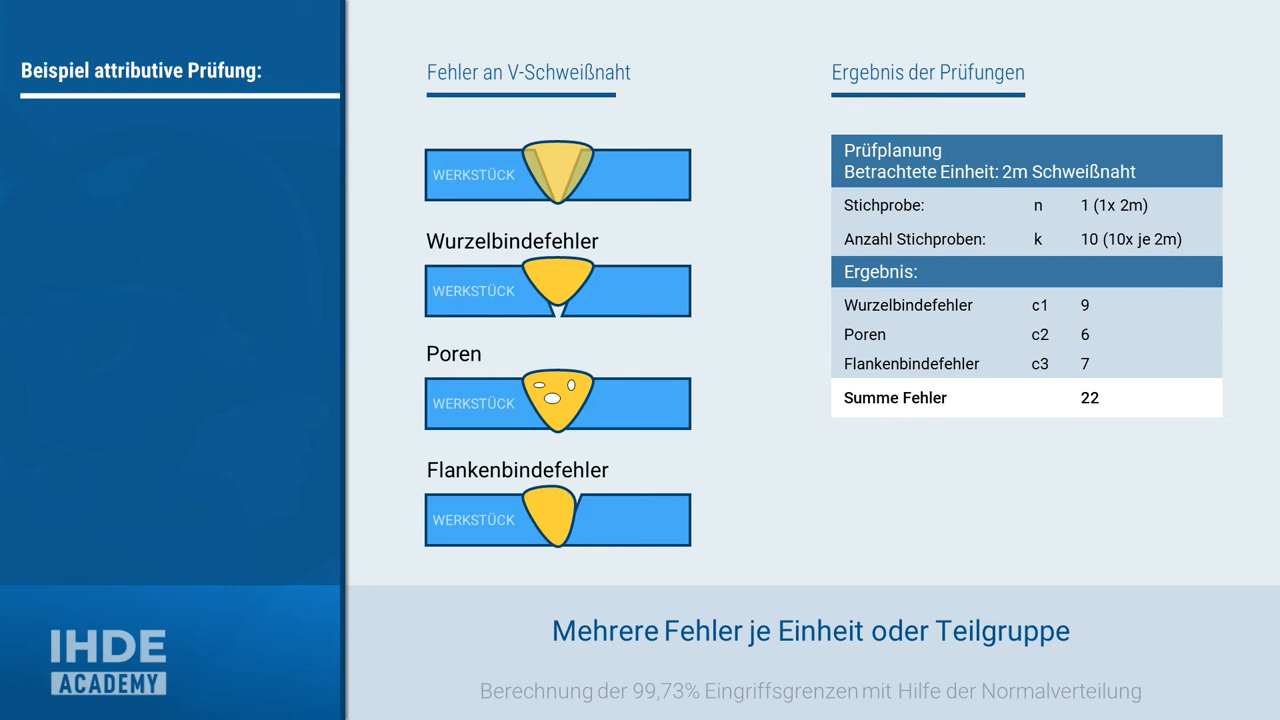 Beispiel attributive Prüfung:
Fehler an V-Schweißnaht
WERKSTÜCK
Wurzelbindefehler
WERKSTÜCK
Poren
WERKSTÜCK
Flankenbindefehler
WERKSTÜCK
Ergebnis der Prüfungen
Prüfplanung
Betrachtete Einheit: 2m Schweißnaht
Stichprobe: n 1 (1x 2m)
Anzahl Stichproben: k 10 (10x je 2m)
Ergebnis:
Wurzelbindefehler c1 9
Poren c2 6
Flankenbindefehler c3 7
Summe Fehler 22
Mehrere Fehler je Einheit oder Teilgruppe
Berechnung der 99,73% Eingriffsgrenzen mit Hilfe der Normalverteilung
IHDE
ACADEMY